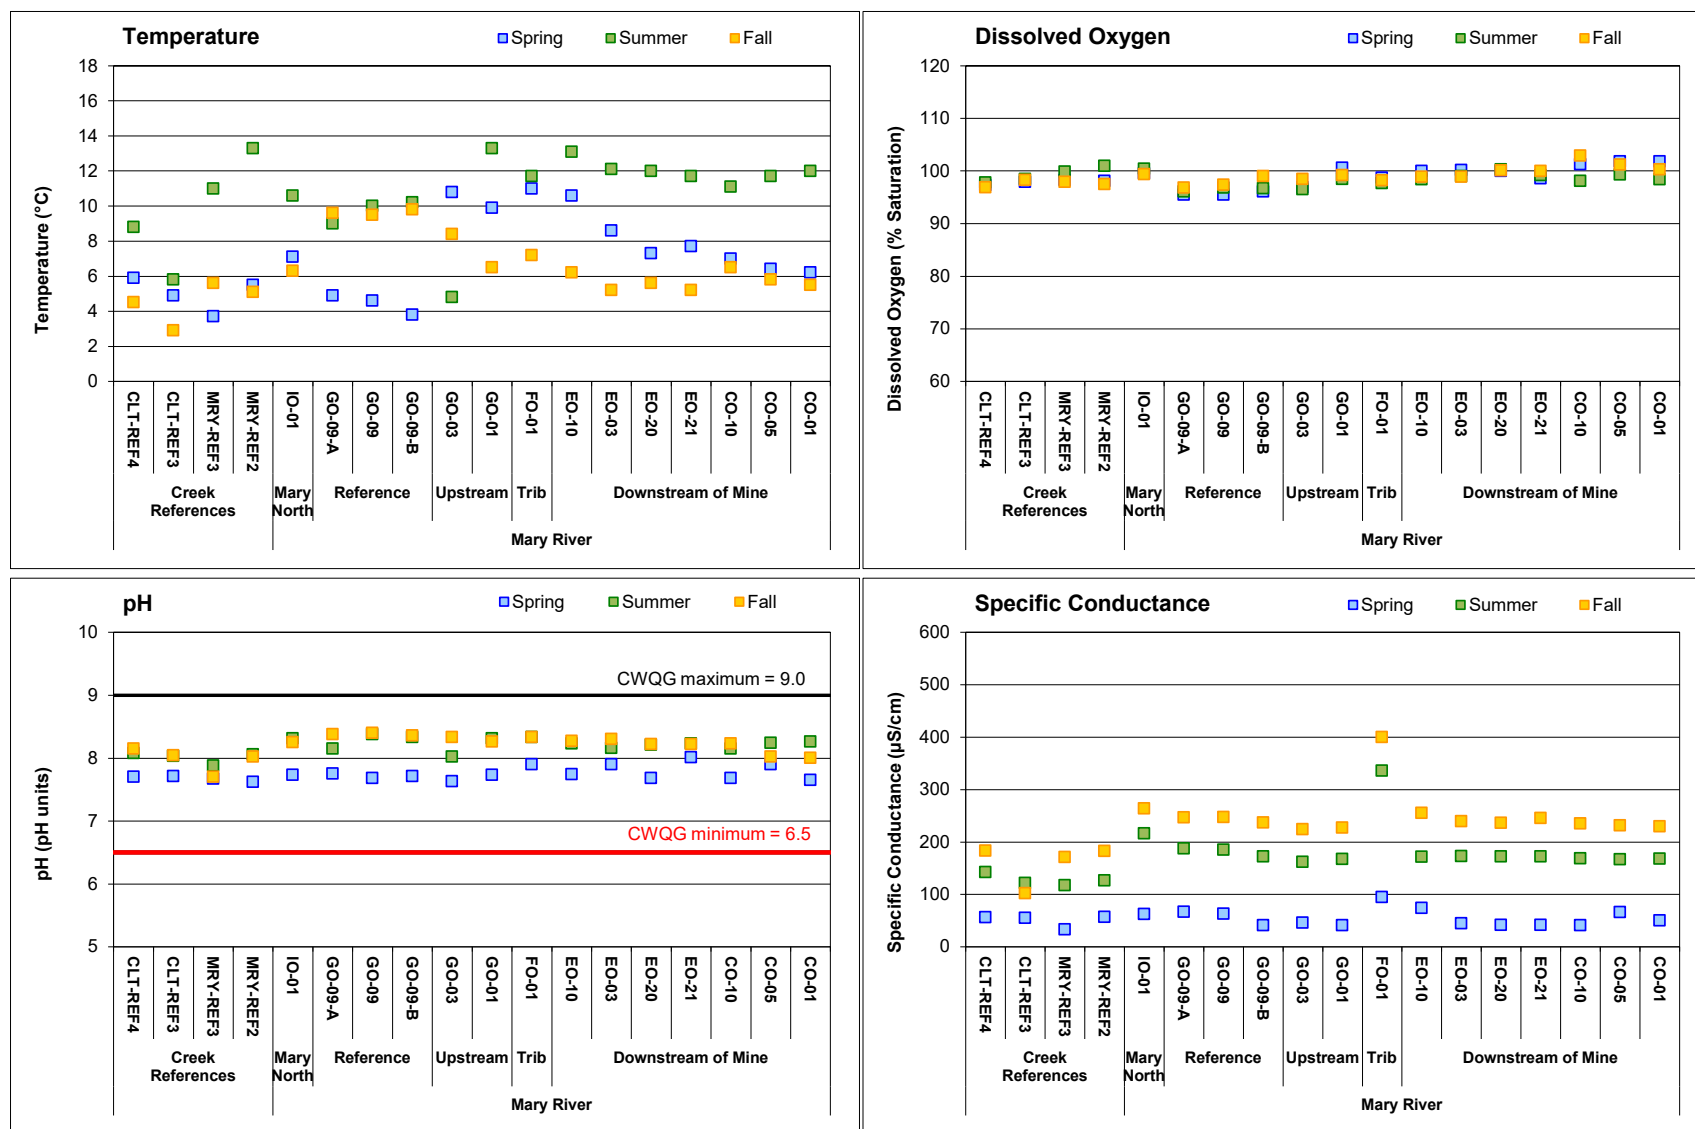 Temperature
Spring Summer Fall
18
16
14
12
10
8
6
4
2
0
Temperature (°C)
CLT-REF4 CLT-REF3 MRY-REF3 MRY-REF2 IO-01 GO-09-A GO-09 GO-09-B GO-03 GO-01 FO-01 EO-10 EO-03 EO-20 EO-21 CO-10 CO-05 CO-01
Creek References Mary North Reference Upstream Trib Downstream of Mine
Mary River
Dissolved Oxygen
Spring Summer Fall
120
110
100
90
80
70
60
Dissolved Oxygen (% Saturation)
CLT-REF4 CLT-REF3 MRY-REF3 MRY-REF2 IO-01 GO-09-A GO-09 GO-09-B GO-03 GO-01 FO-01 EO-10 EO-03 EO-20 EO-21 CO-10 CO-05 CO-01
Creek References Mary North Reference Upstream Trib Downstream of Mine
Mary River
pH
Spring Summer Fall
10
9
8
7
6
5
pH (pH units)
CWQG maximum = 9.0
CWQG minimum = 6.5
CLT-REF4 CLT-REF3 MRY-REF3 MRY-REF2 IO-01 GO-09-A GO-09 GO-09-B GO-03 GO-01 FO-01 EO-10 EO-03 EO-20 EO-21 CO-10 CO-05 CO-01
Creek References Mary North Reference Upstream Trib Downstream of Mine
Mary River
Specific Conductance
Spring Summer Fall
600
500
400
300
200
100
0
Specific Conductance (µS/cm)
CLT-REF4 CLT-REF3 MRY-REF3 MRY-REF2 IO-01 GO-09-A GO-09 GO-09-B GO-03 GO-01 FO-01 EO-10 EO-03 EO-20 EO-21 CO-10 CO-05 CO-01
Creek References Mary North Reference Upstream Trib Downstream of Mine
Mary River